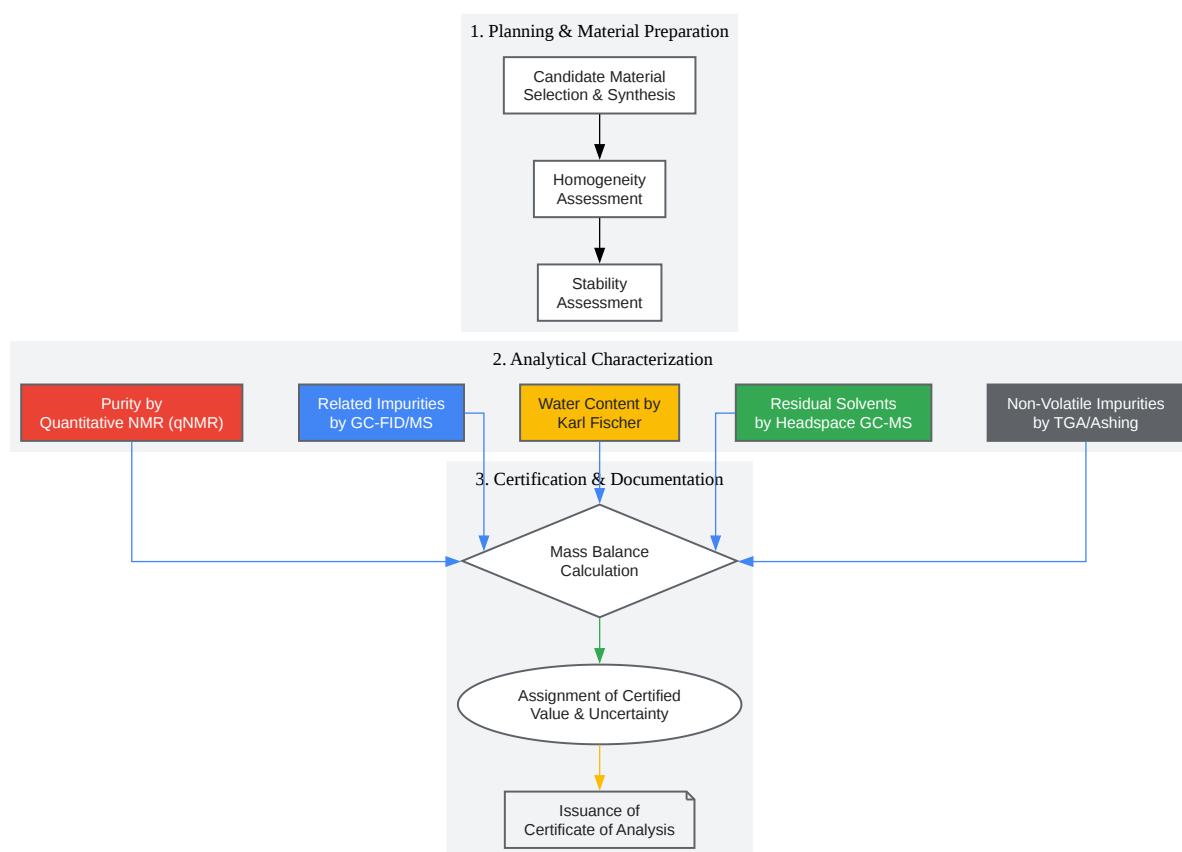 1. Planning & Material Preparation
Candidate Material
Selection & Synthesis
Homogeneity
Assessment
Stability
Assessment
2. Analytical Characterization
Purity by
Quantitative NMR (qNMR)
Related Impurities
by GC-FID/MS
Water Content by
Karl Fischer
Residual Solvents
by Headspace GC-MS
Non-Volatile Impurities
by TGA/Ashing
3. Certification & Documentation
Mass Balance
Calculation
Assignment of Certified
Value & Uncertainty
Issuance of
Certificate of Analysis